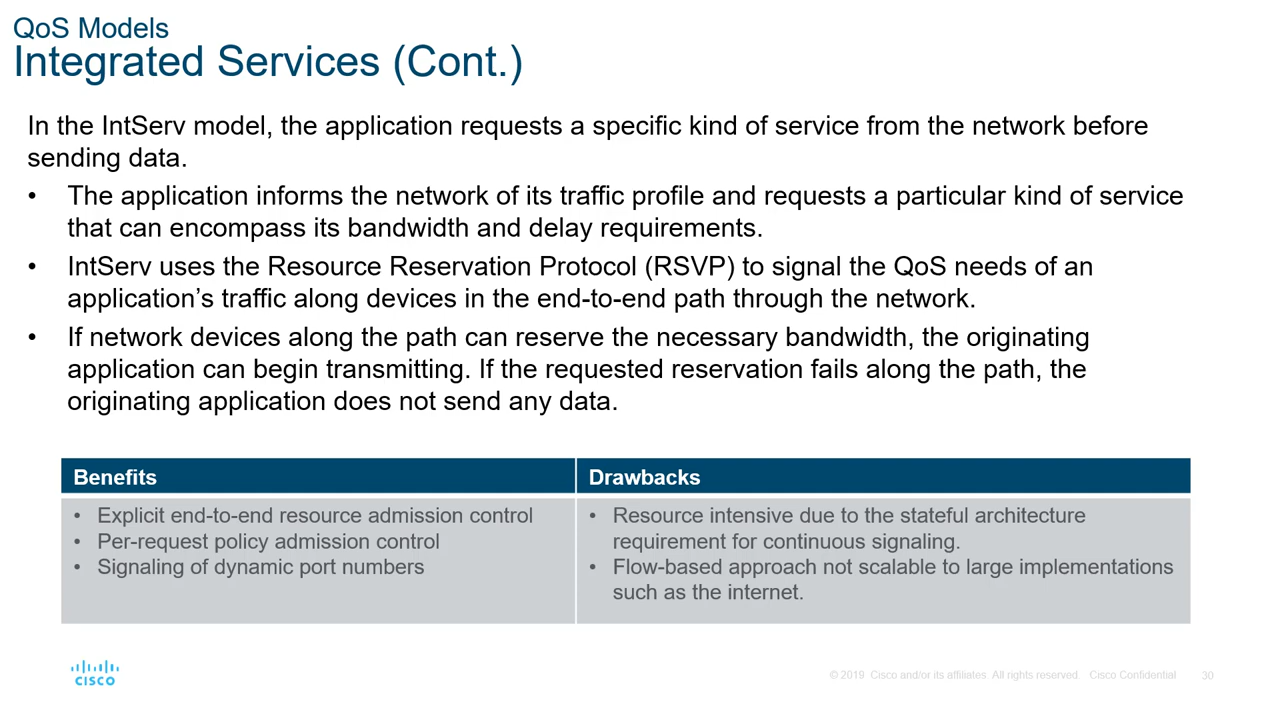 QoS Models
Integrated Services (Cont.)
In the IntServ model, the application requests a specific kind of service from the network before
sending data.
• The application informs the network of its traffic profile and requests a particular kind of service
that can encompass its bandwidth and delay requirements.
• IntServ uses the Resource Reservation Protocol (RSVP) to signal the QoS needs of an
application’s traffic along devices in the end-to-end path through the network.
• If network devices along the path can reserve the necessary bandwidth, the originating
application can begin transmitting. If the requested reservation fails along the path, the
originating application does not send any data.
Benefits
• Explicit end-to-end resource admission control
• Per-request policy admission control
• Signaling of dynamic port numbers
Drawbacks
• Resource intensive due to the stateful architecture
requirement for continuous signaling.
• Flow-based approach not scalable to large implementations
such as the internet.
CISCO
© 2019 Cisco and/or its affiliates. All rights reserved. Cisco Confidential
30